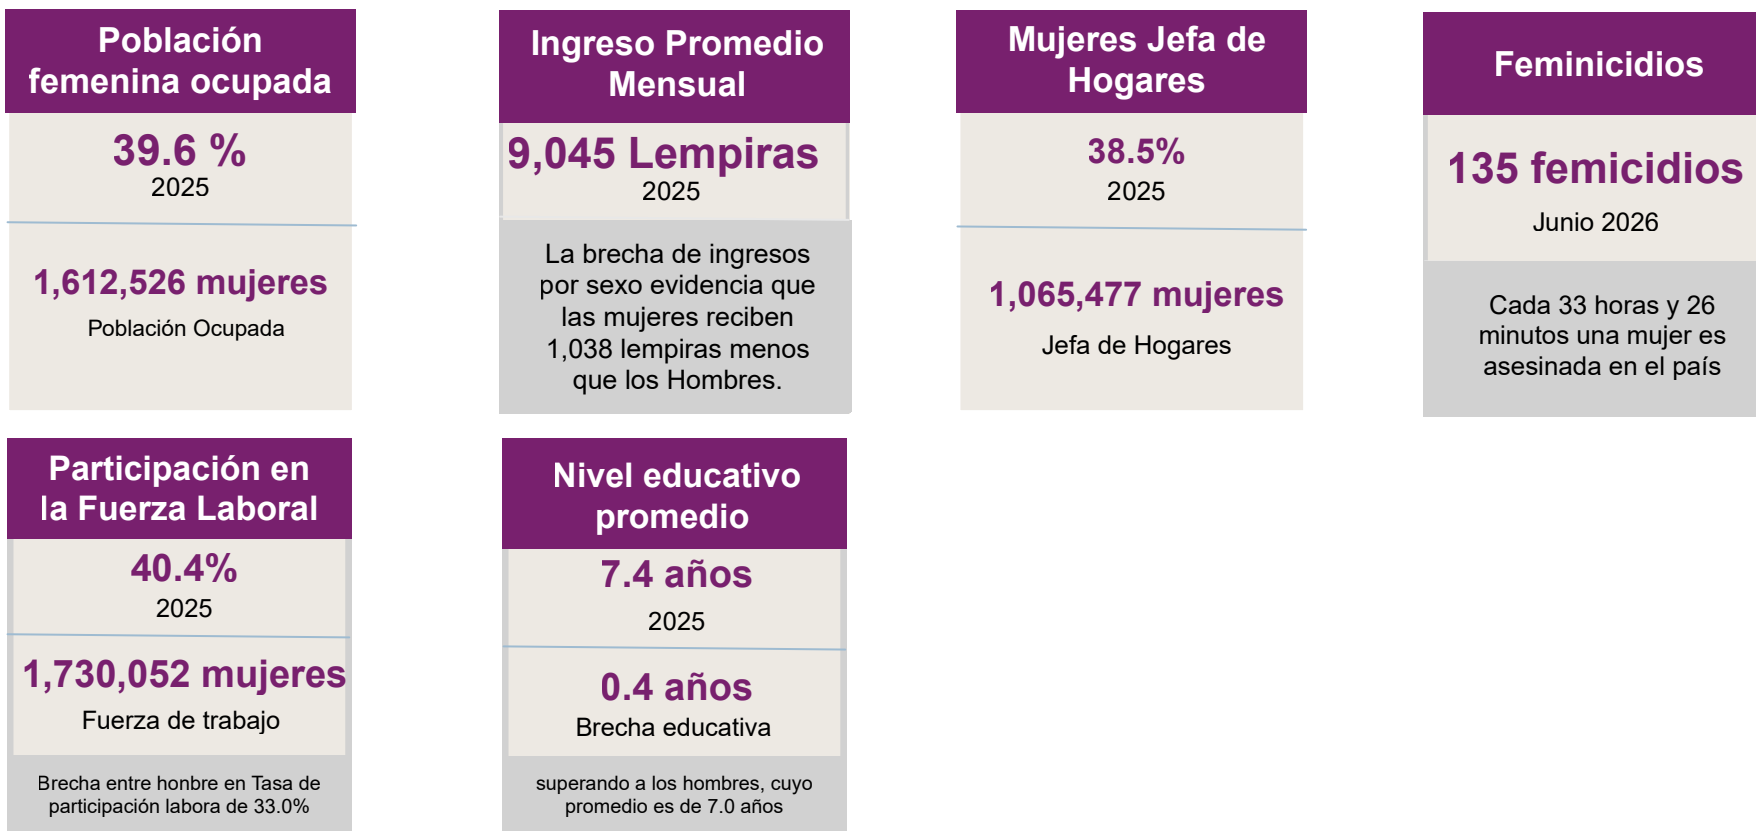 Población
femenina ocupada
39.6 %
2025
1,612,526 mujeres
Población Ocupada
Ingreso Promedio
Mensual
9,045 Lempiras
2025
La brecha de ingresos
por sexo evidencia que
las mujeres reciben
1,038 lempiras menos
que los Hombres.
Mujeres Jefa de
Hogares
38.5%
2025
1,065,477 mujeres
Jefa de Hogares
Feminicidios
135 femicidios
Junio 2026
Cada 33 horas y 26
minutos una mujer es
asesinada en el país
Participación en
la Fuerza Laboral
40.4%
2025
1,730,052 mujeres
Fuerza de trabajo
Brecha entre honbre en Tasa de
participación labora de 33.0%
Nivel educativo
promedio
7.4 años
2025
0.4 años
Brecha educativa
superando a los hombres, cuyo
promedio es de 7.0 años